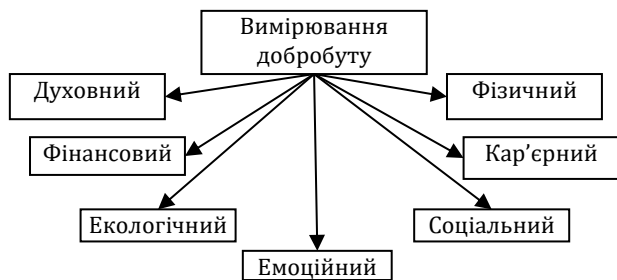 Вимірювання
добробуту
Духовний
Фізичний
Фінансовий
Кар’єрний
Екологічний
Соціальний
Емоційний